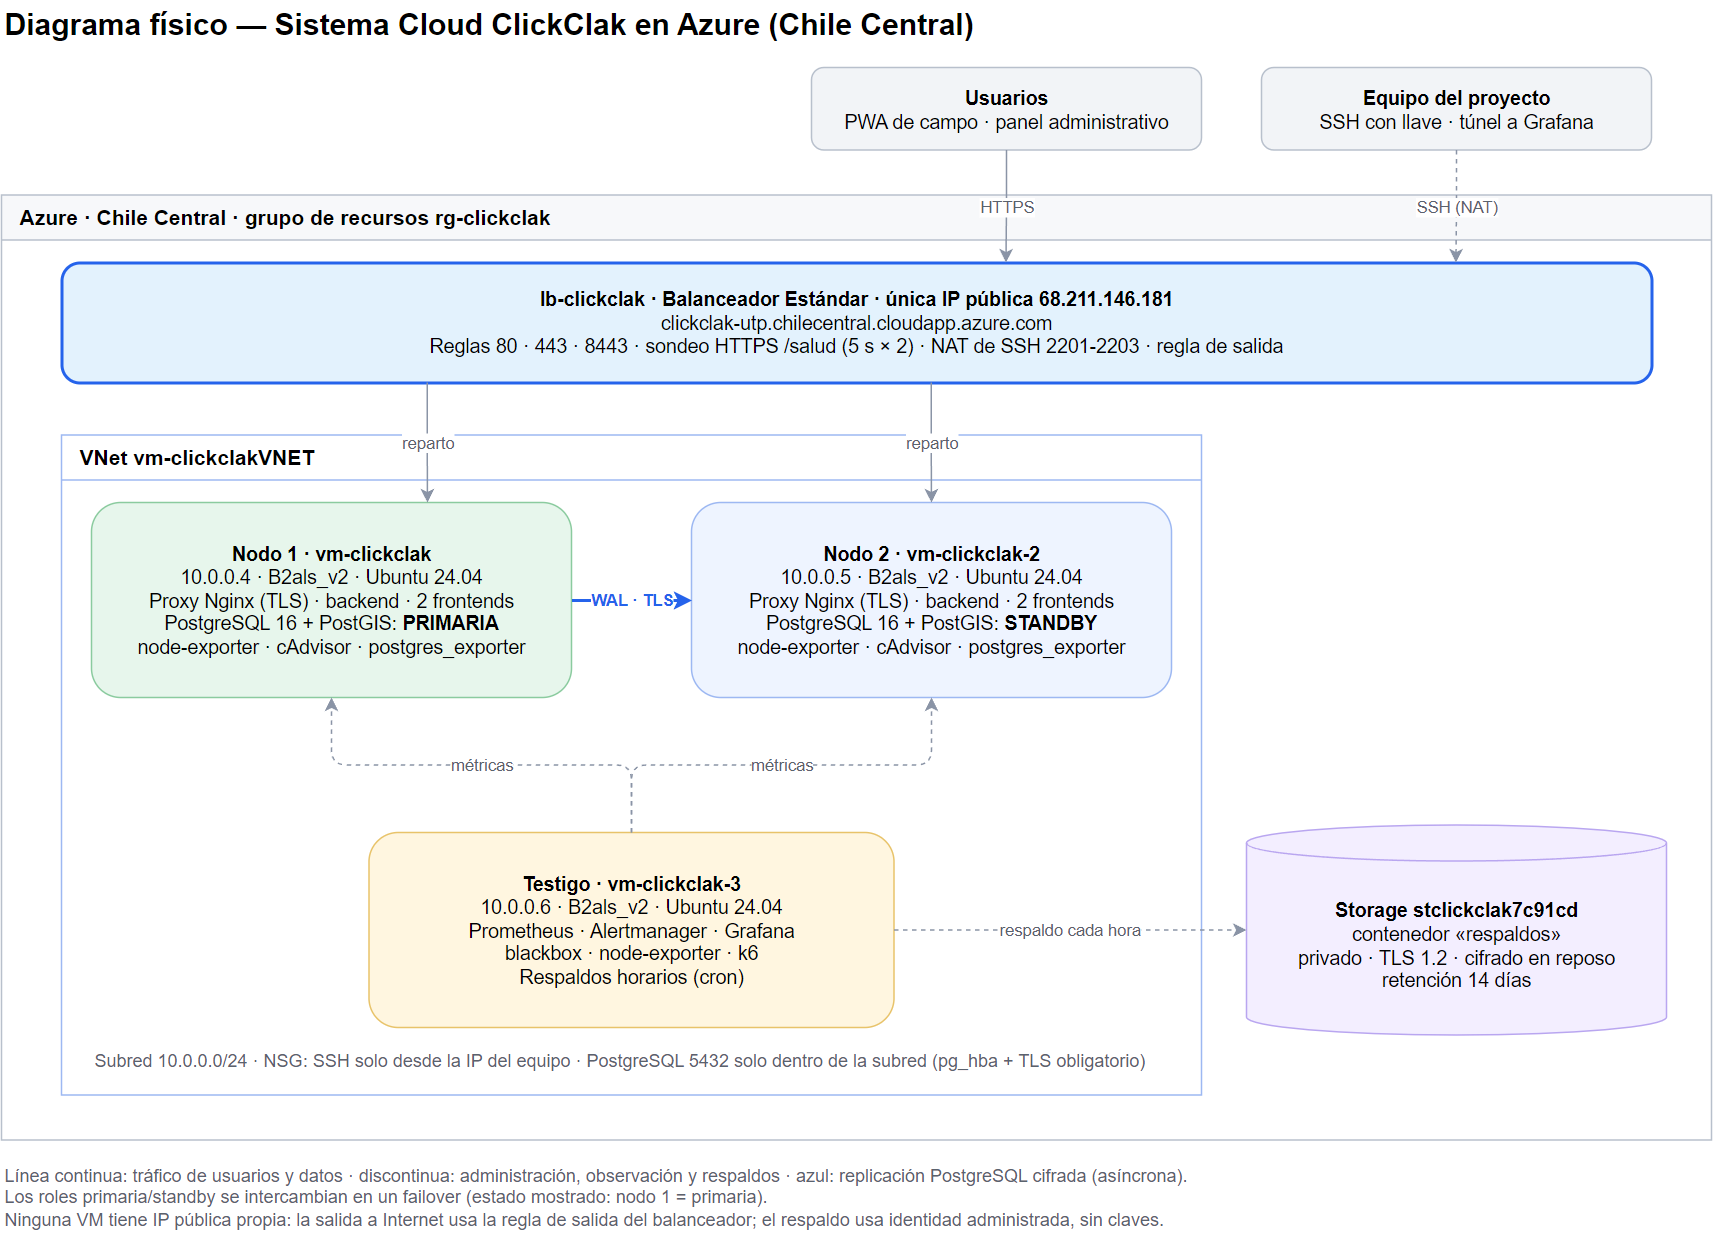 Diagrama físico — Sistema Cloud ClickClak en Azure (Chile Central)
Usuarios
PWA de campo · panel administrativo
Equipo del proyecto
SSH con llave · túnel a Grafana
HTTPS
SSH (NAT)
Azure · Chile Central · grupo de recursos rg-clickclak
lb-clickclak · Balanceador Estándar · única IP pública 68.211.146.181
clickclak-utp.chilecentral.cloudapp.azure.com
Reglas 80 · 443 · 8443 · sondeo HTTPS /salud (5 s × 2) · NAT de SSH 2201-2203 · regla de salida
reparto
reparto
VNet vm-clickclakVNET
Nodo 1 · vm-clickclak
10.0.0.4 · B2als_v2 · Ubuntu 24.04
Proxy Nginx (TLS) · backend · 2 frontends
PostgreSQL 16 + PostGIS: PRIMARIA
node-exporter · cAdvisor · postgres_exporter
WAL · TLS
Nodo 2 · vm-clickclak-2
10.0.0.5 · B2als_v2 · Ubuntu 24.04
Proxy Nginx (TLS) · backend · 2 frontends
PostgreSQL 16 + PostGIS: STANDBY
node-exporter · cAdvisor · postgres_exporter
métricas
métricas
Testigo · vm-clickclak-3
10.0.0.6 · B2als_v2 · Ubuntu 24.04
Prometheus · Alertmanager · Grafana
blackbox · node-exporter · k6
Respaldos horarios (cron)
respaldo cada hora
Storage stclickclak7c91cd
contenedor «respaldos»
privado · TLS 1.2 · cifrado en reposo
retención 14 días
Subred 10.0.0.0/24 · NSG: SSH solo desde la IP del equipo · PostgreSQL 5432 solo dentro de la subred (pg_hba + TLS obligatorio)
Línea continua: tráfico de usuarios y datos · discontinua: administración, observación y respaldos · azul: replicación PostgreSQL cifrada (asíncrona).
Los roles primaria/standby se intercambian en un failover (estado mostrado: nodo 1 = primaria).
Ninguna VM tiene IP pública propia: la salida a Internet usa la regla de salida del balanceador; el respaldo usa identidad administrada, sin claves.